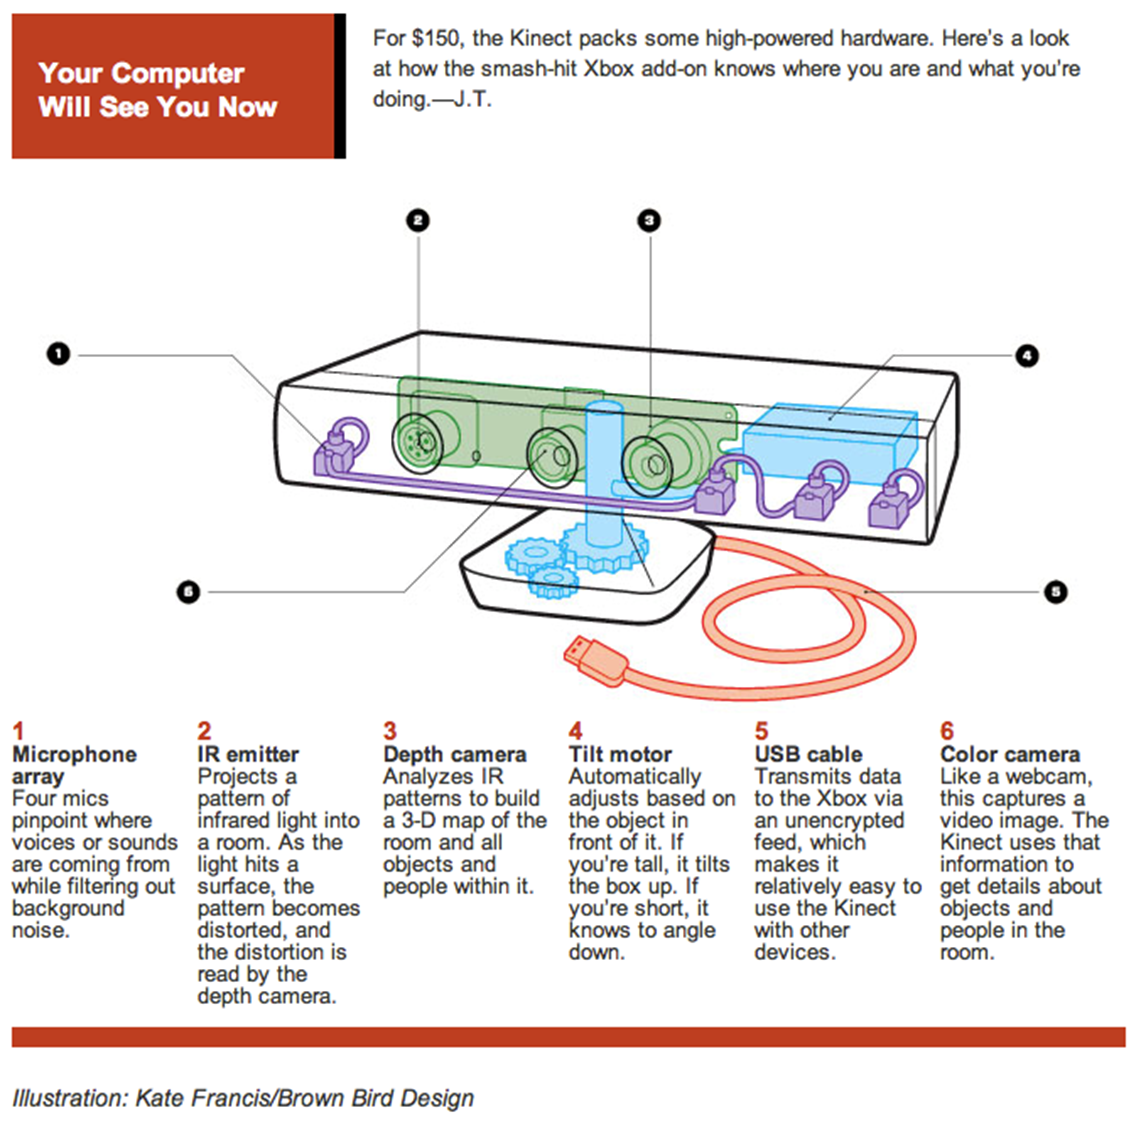 Your Computer
Will See You Now
For $150, the Kinect packs some high-powered hardware. Here's a look
at how the smash-hit Xbox add-on knows where you are and what you're
doing.—J.T.
2
3
1
4
6
5
1
Microphone
array
Four mics
pinpoint where
voices or sounds
are coming from
while filtering out
background
noise.
2
IR emitter
Projects a
pattern of
infrared light into
a room. As the
light hits a
surface, the
pattern becomes
distorted, and
the distortion is
read by the
depth camera.
3
Depth camera
Analyzes IR
patterns to build
a 3-D map of the
room and all
objects and
people within it.
4
Tilt motor
Automatically
adjusts based on
the object in
front of it. If
you're tall, it tilts
the box up. If
you're short, it
knows to angle
down.
5
USB cable
Transmits data
to the Xbox via
an unencrypted
feed, which
makes it
relatively easy to
use the Kinect
with other
devices.
6
Color camera
Like a webcam,
this captures a
video image. The
Kinect uses that
information to
get details about
objects and
people in the
room.
Illustration: Kate Francis/Brown Bird Design